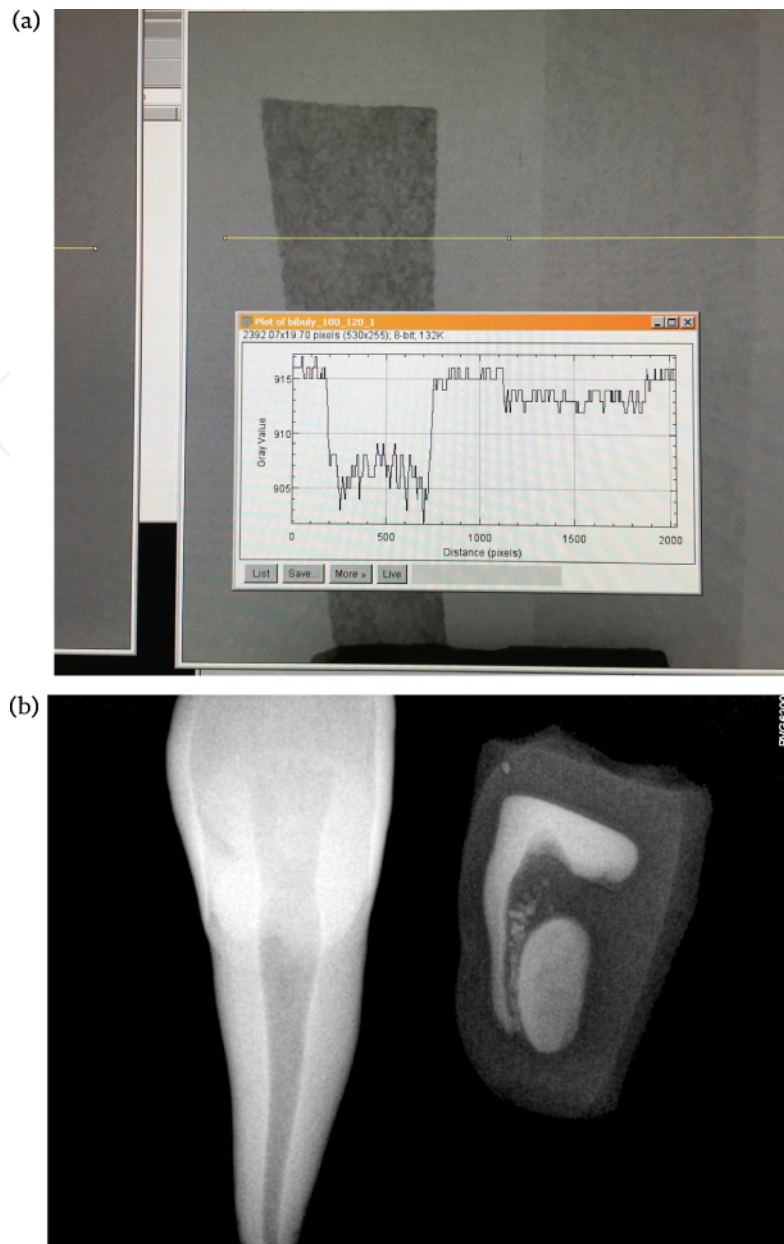 (a)
Plot of bibuly_100_120_1
2392.07x19.70 pixels (530x255); 8-bit; 132K
Gray Value
915
910
905
0 500 1000 1500 2000
Distance (pixels)
List Save... More » Live
(b)